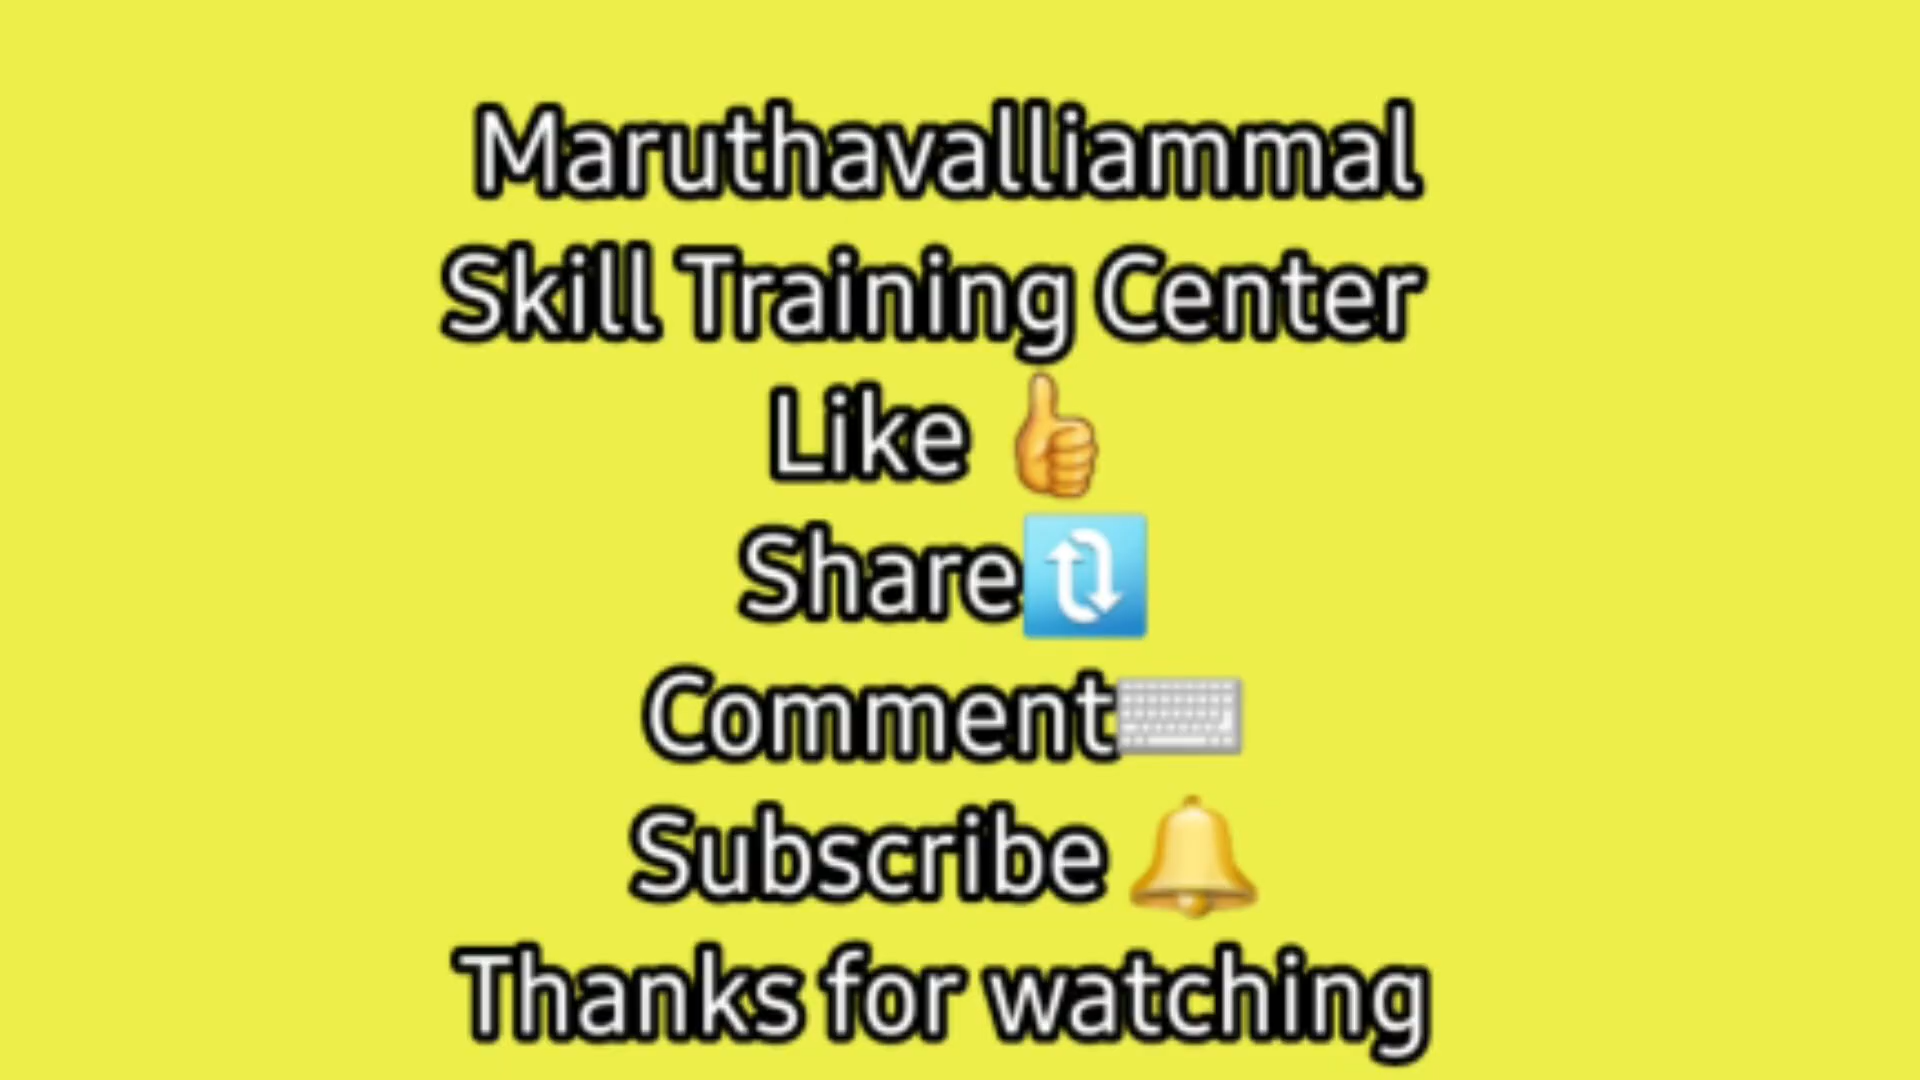 Maruthavalliammal
Skill Training Center
Like 👍
Share🔃
Comment⌨️
Subscribe 🔔
Thanks for watching